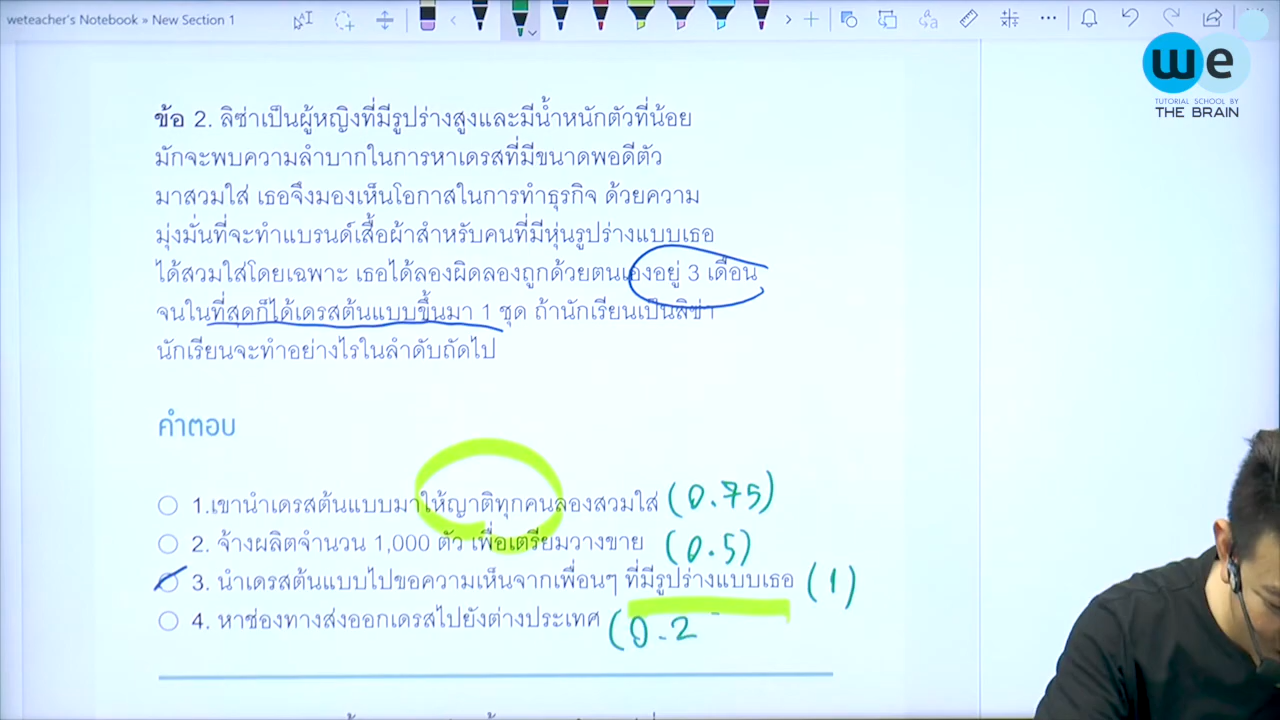 weteacher's Notebook » New Section 1
we
TUTORIAL SCHOOL BY
THE BRAIN
ข้อ 2. ลิซ่าเป็นผู้หญิงที่มีรูปร่างสูงและมีน้ำหนักตัวที่น้อย
มักจะพบความลำบากในการหาเดรสที่มีขนาดพอดีตัว
มาสวมใส่ เธอจึงมองเห็นโอกาสในการทำธุรกิจ ด้วยความ
มุ่งมั่นที่จะทำแบรนด์เสื้อผ้าสำหรับคนที่มีหุ่นรูปร่างแบบเธอ
ได้สวมใส่โดยเฉพาะ เธอได้ลองผิดลองถูกด้วยตนเองอยู่ 3 เดือน
จนในที่สุดก็ได้เดรสต้นแบบขึ้นมา 1 ชุด ถ้านักเรียนเป็นลิซ่า
นักเรียนจะทำอย่างไรในลำดับถัดไป
คำตอบ
1.เขานำเดรสต้นแบบมาให้ญาติทุกคนลองสวมใส่ (0.75)
2. จ้างผลิตจำนวน 1,000 ตัว เพื่อเตรียมวางขาย (0.5)
3. นำเดรสต้นแบบไปขอความเห็นจากเพื่อนๆ ที่มีรูปร่างแบบเธอ (1)
4. หาช่องทางส่งออกเดรสไปยังต่างประเทศ (0.2